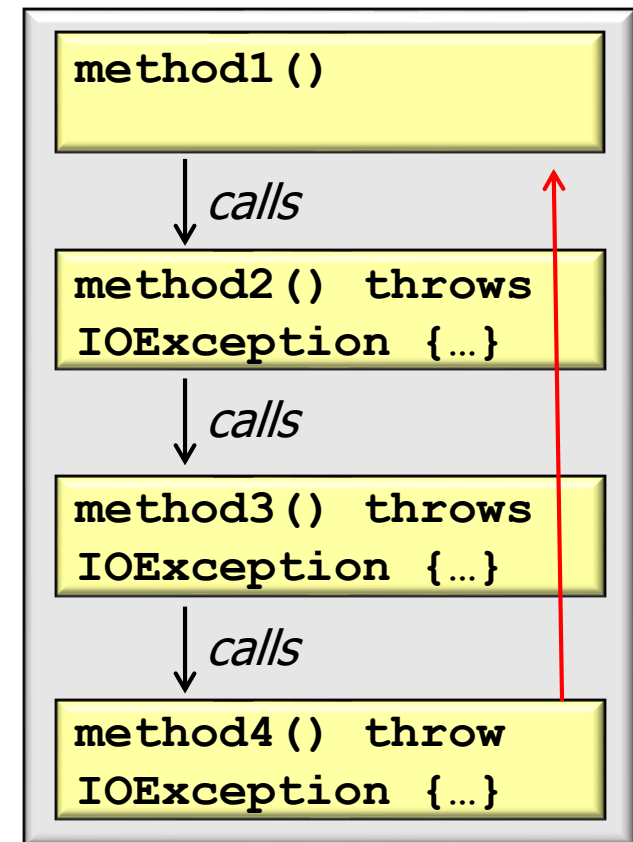 method1()
calls
method2() throws
IOException {…}
calls
method3() throws
IOException {…}
calls
method4() throw
IOException {…}